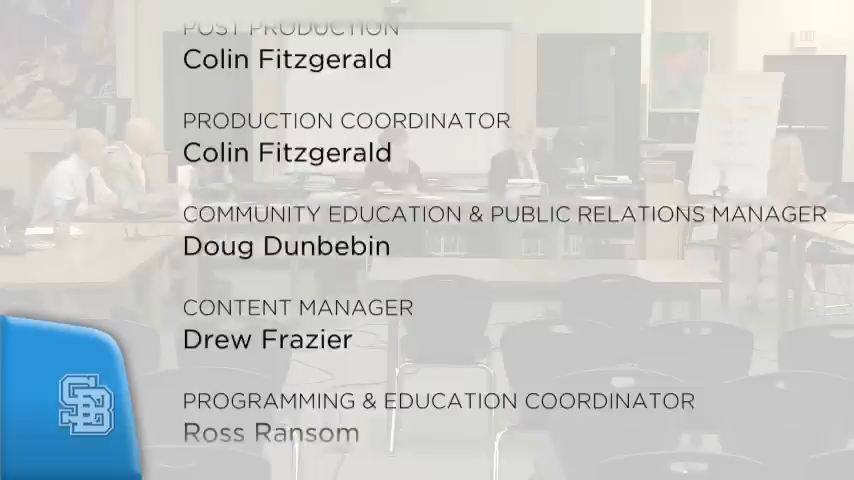 POST PRODUCTION
Colin Fitzgerald
PRODUCTION COORDINATOR
Colin Fitzgerald
COMMUNITY EDUCATION & PUBLIC RELATIONS MANAGER
Doug Dunbebin
CONTENT MANAGER
Drew Frazier
PROGRAMMING & EDUCATION COORDINATOR
Ross Ransom
SB